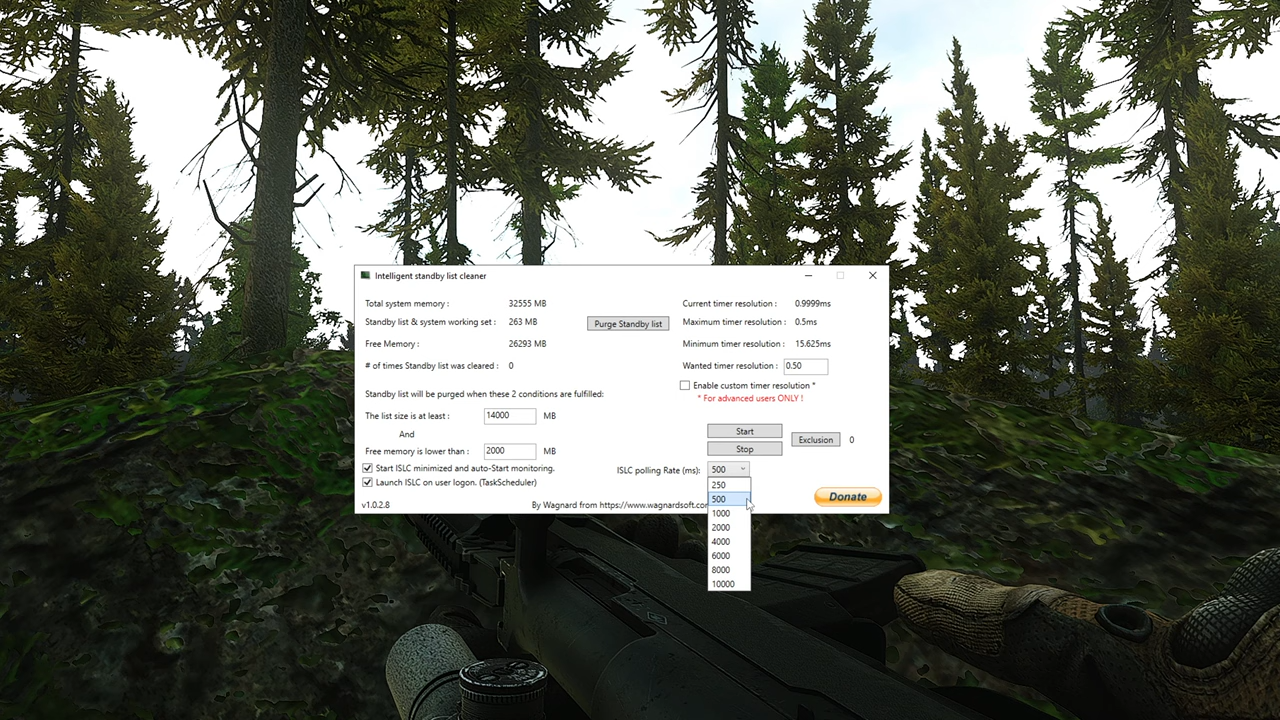 Intelligent standby list cleaner
Total system memory : 32555 MB
Standby list & system working set : 263 MB
Purge Standby list
Free Memory : 26293 MB
# of times Standby list was cleared : 0
Standby list will be purged when these 2 conditions are fulfilled:
The list size is at least : 14000 MB
And
Free memory is lower than : 2000 MB
Start ISLC minimized and auto-Start monitoring.
Launch ISLC on user logon. (TaskScheduler)
v1.0.2.8
By Wagnard from https://www.wagnardsoft.com
Current timer resolution : 0.9999ms
Maximum timer resolution : 0.5ms
Minimum timer resolution : 15.625ms
Wanted timer resolution : 0.50
Enable custom timer resolution *
* For advanced users ONLY !
Start
Stop
Exclusion 0
ISLC polling Rate (ms): 500
250
500
1000
2000
4000
6000
8000
10000
Donate